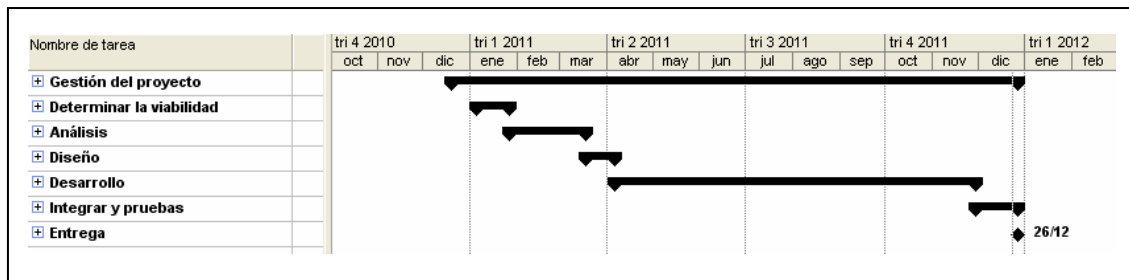 Nombre de tarea
tri 4 2010 tri 1 2011 tri 2 2011 tri 3 2011 tri 4 2011 tri 1 2012
oct nov dic ene feb mar abr may jun jul ago sep oct nov dic ene feb
Gestión del proyecto
Determinar la viabilidad
Análisis
Diseño
Desarrollo
Integrar y pruebas
Entrega 26/12